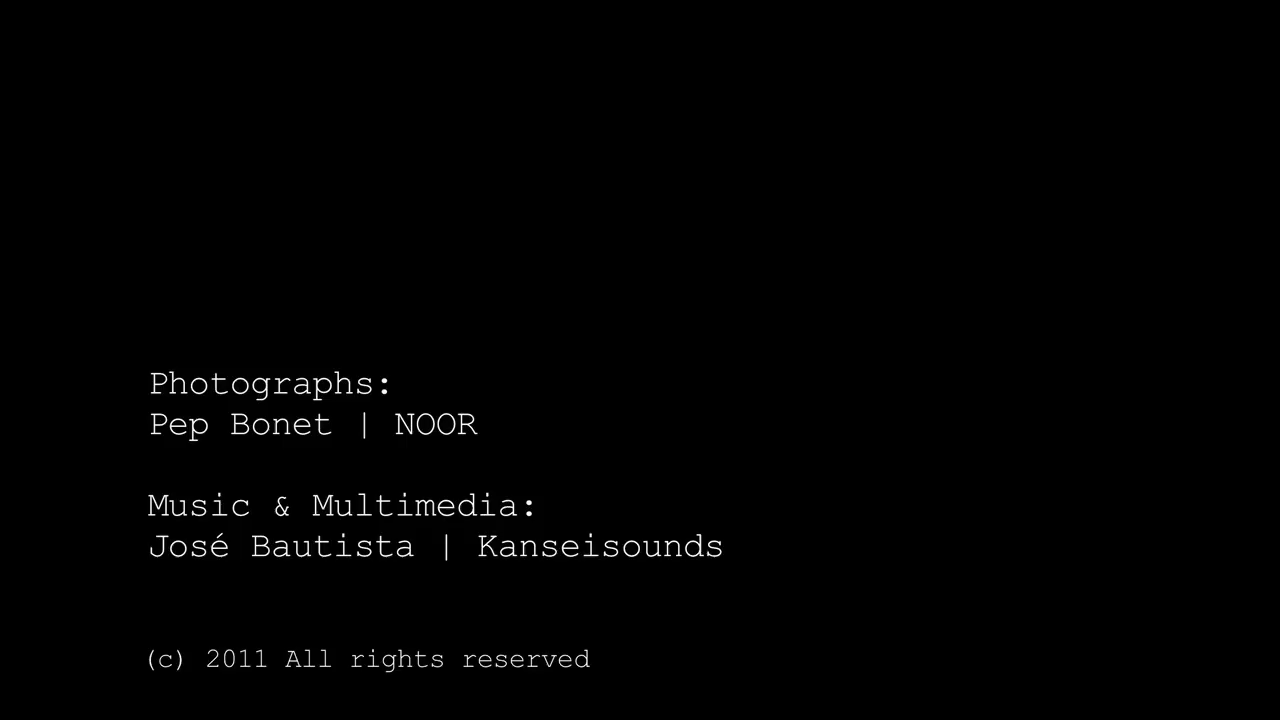 Photographs:
Pep Bonet | NOOR
Music & Multimedia:
José Bautista | Kanseisounds
(c) 2011 All rights reserved